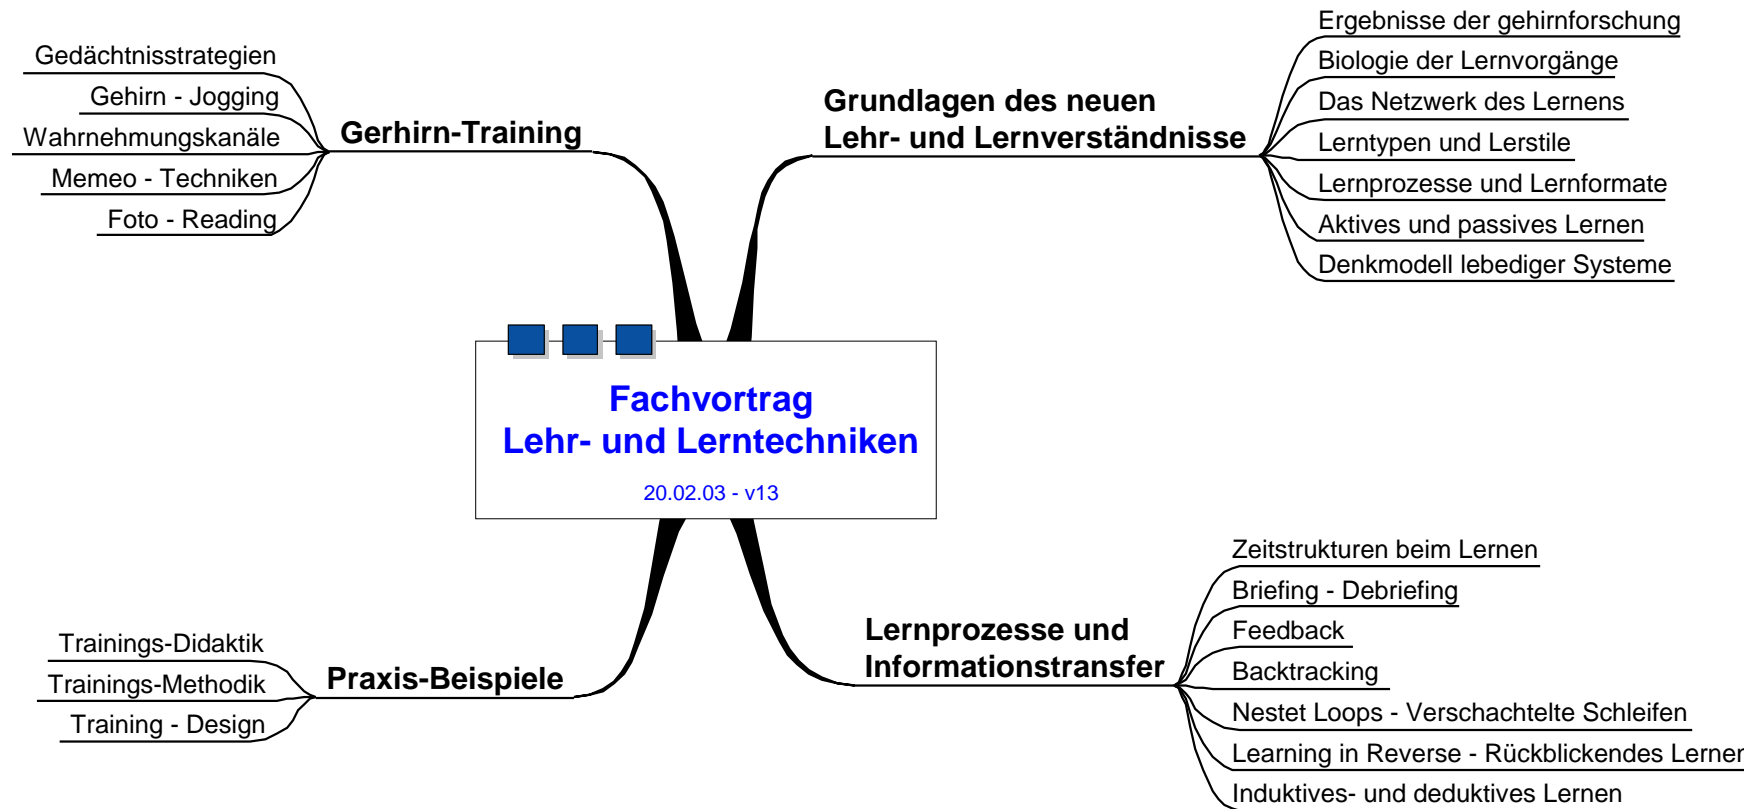 Fachvortrag
Lehr- und Lerntechniken
20.02.03 - v13
Grundlagen des neuen
Lehr- und Lernverständnisse
Ergebnisse der gehirnforschung
Biologie der Lernvorgänge
Das Netzwerk des Lernens
Lerntypen und Lerstile
Lernprozesse und Lernformate
Aktives und passives Lernen
Denkmodell lebediger Systeme
Lernprozesse und
Informationstransfer
Zeitstrukturen beim Lernen
Briefing - Debriefing
Feedback
Backtracking
Nestet Loops - Verschachtelte Schleifen
Learning in Reverse - Rückblickendes Lernen
Induktives- und deduktives Lernen
Praxis-Beispiele
Trainings-Didaktik
Trainings-Methodik
Training - Design
Gerhirn-Training
Gedächtnisstrategien
Gehirn - Jogging
Wahrnehmungskanäle
Memeo - Techniken
Foto - Reading